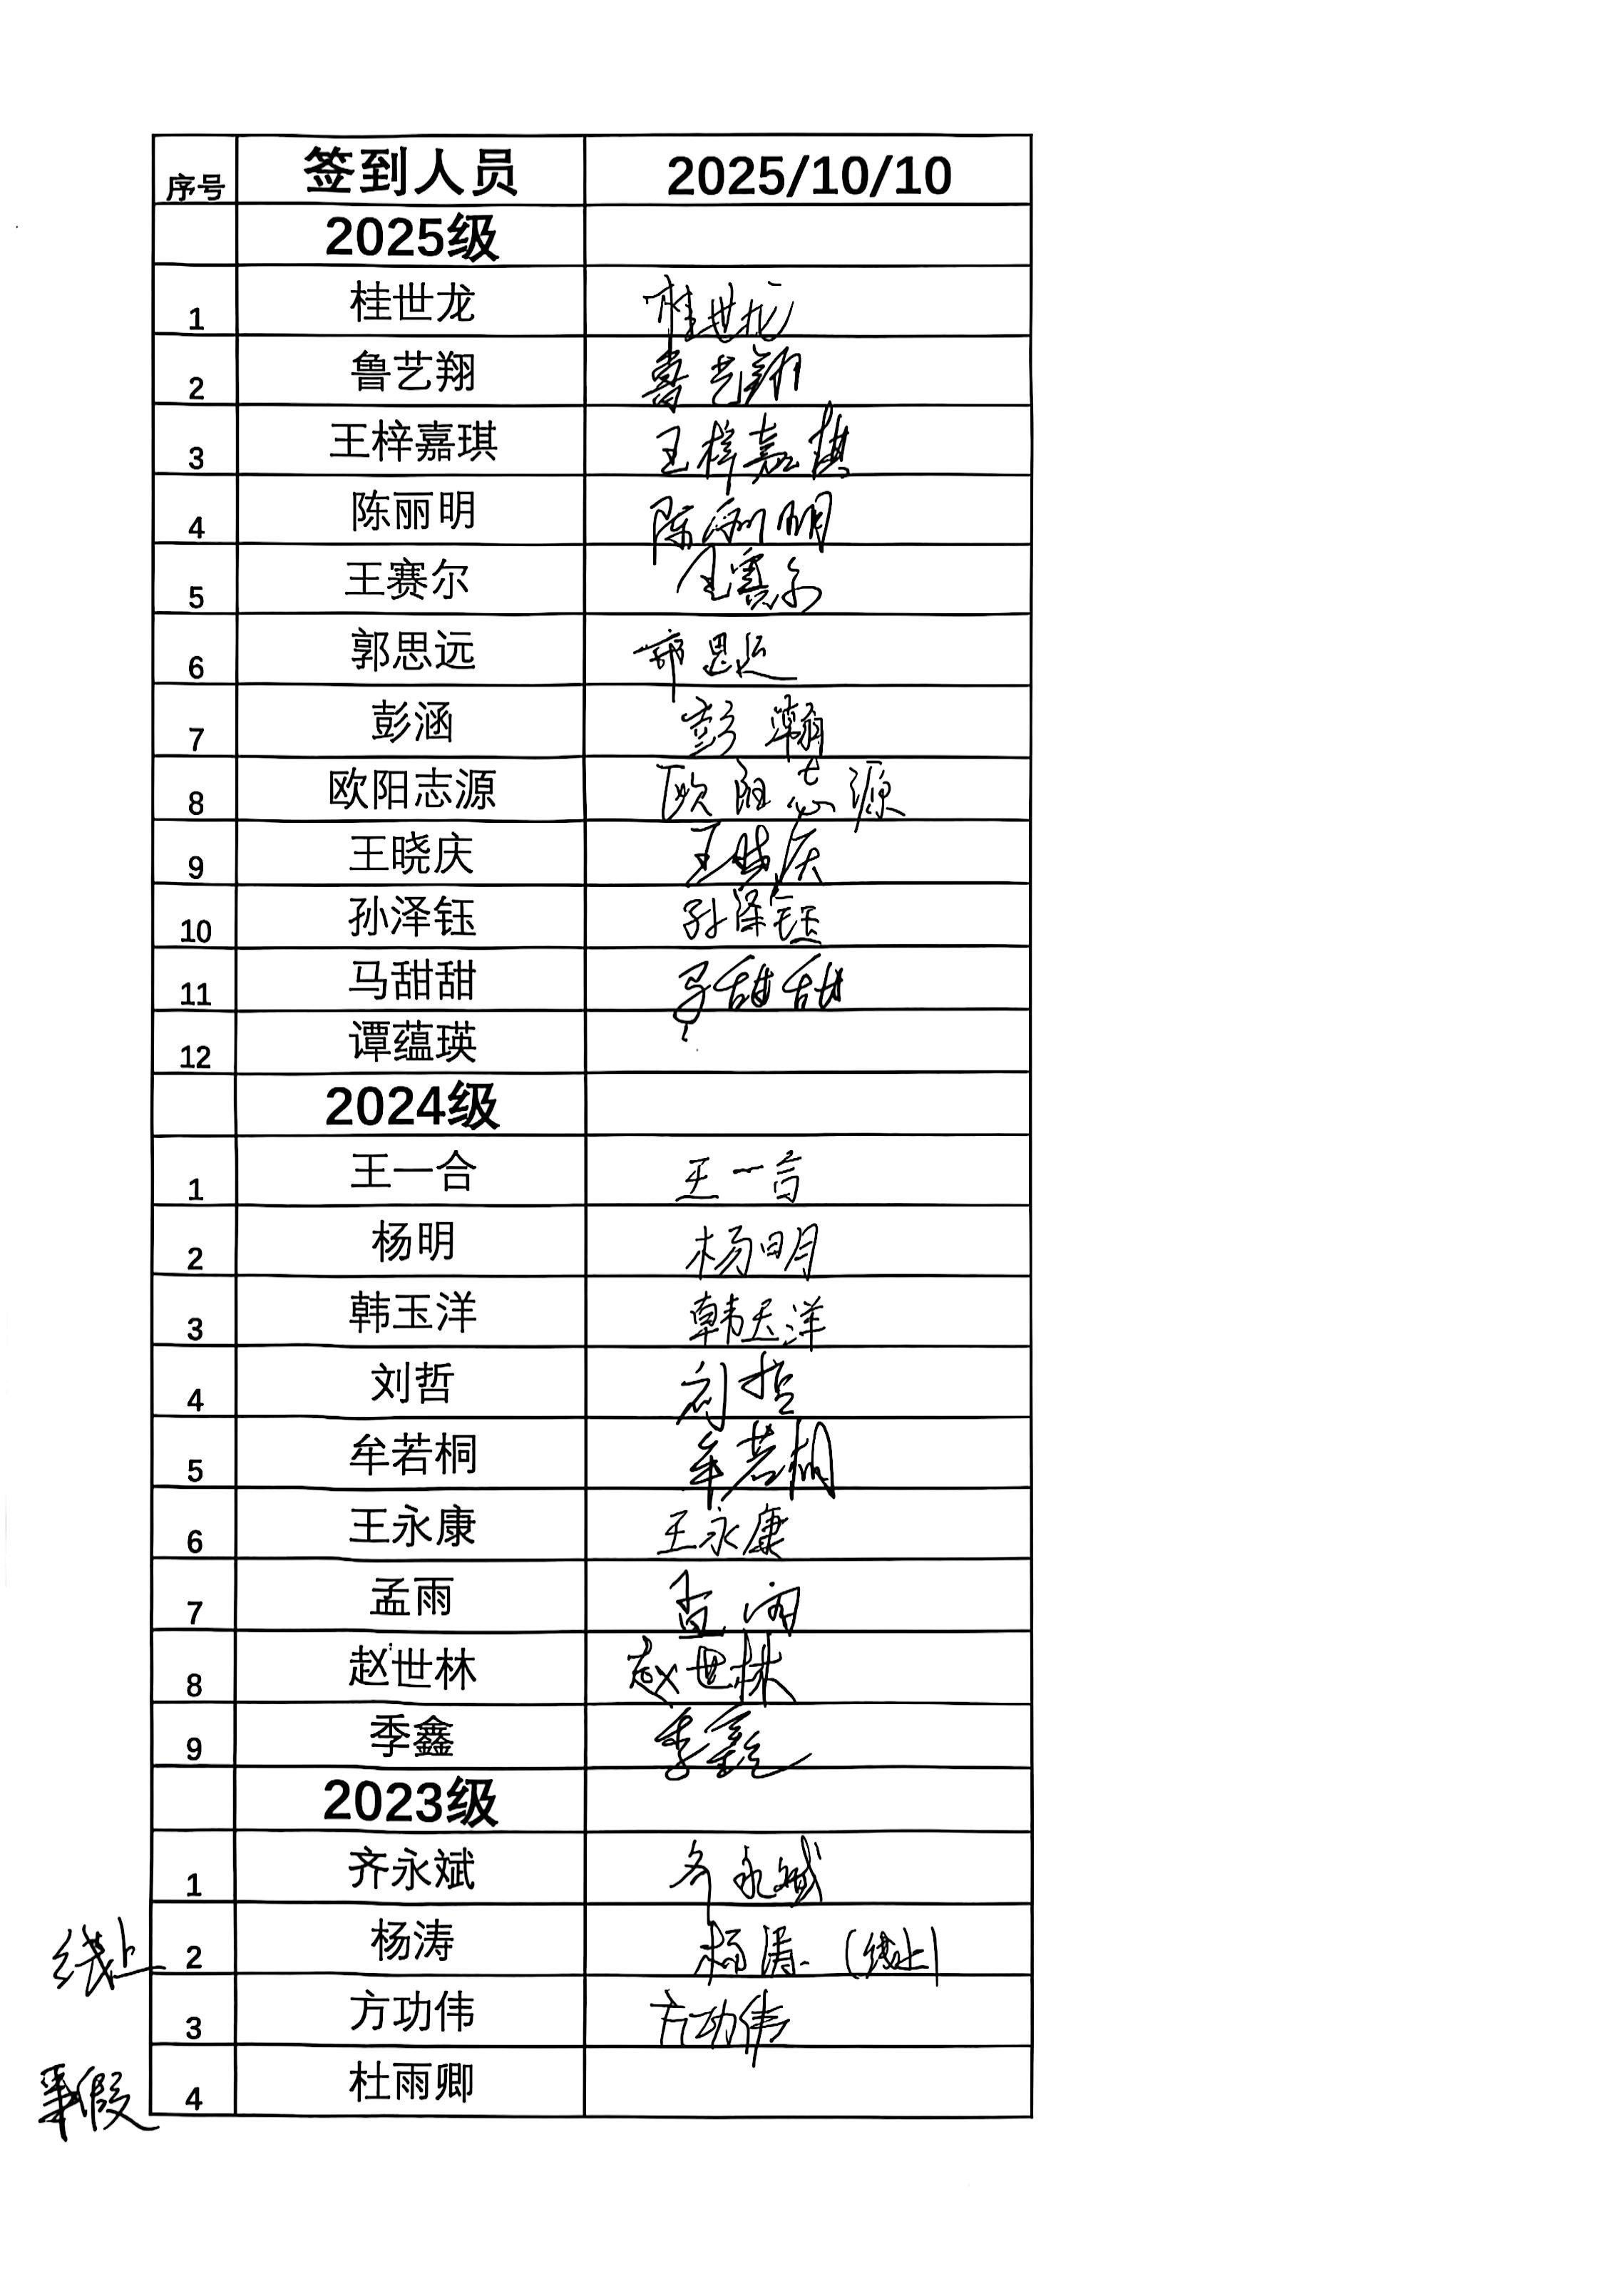 序号 签到人员 2025/10/10
2025级
1 桂世龙 桂世龙
2 鲁艺翔 鲁艺翔
3 王梓嘉琪 王梓嘉琪
4 陈丽明 陈丽明
5 王赛尔 王赛尔
6 郭思远 郭思远
7 彭涵 彭瀚
8 欧阳志源 欧阳志源
9 王晓庆 王晓庆
10 孙泽钰 孙泽钰
11 马甜甜 马甜甜
12 谭蕴瑛
2024级
1 王一合 王一合
2 杨明 杨明
3 韩玉洋 韩玉洋
4 刘哲 刘哲
5 牟若桐 牟若桐
6 王永康 王永康
7 孟雨 孟雨
8 赵世林 赵世林
9 季鑫 季鑫
2023级
1 齐永斌 齐永斌
线上 2 杨涛 杨涛（线上）
3 方功伟 方功伟
事假 4 杜雨卿